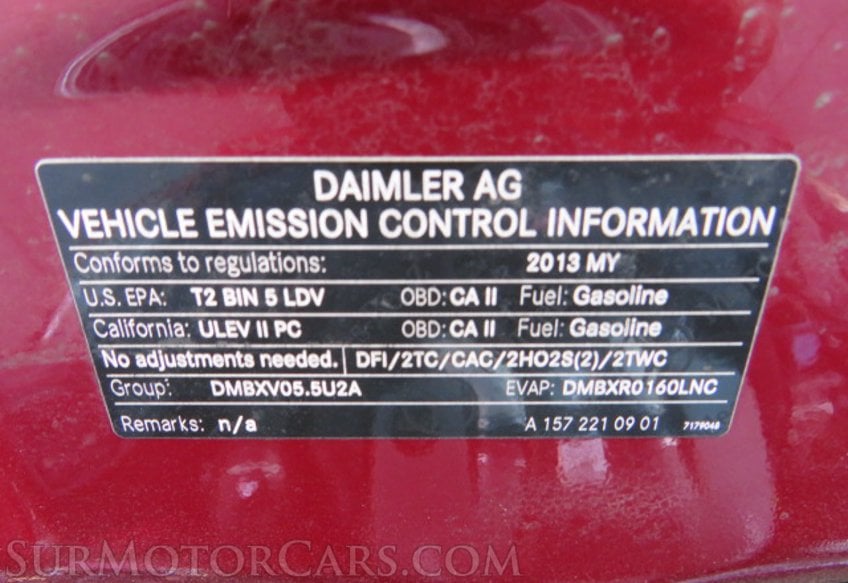 DAIMLER AG
VEHICLE EMISSION CONTROL INFORMATION
Conforms to regulations: 2013 MY
U.S. EPA: T2 BIN 5 LDV OBD: CA II Fuel: Gasoline
California: ULEV II PC OBD: CA II Fuel: Gasoline
No adjustments needed. DFI/2TC/CAC/2HO2S(2)/2TWC
Group: DMBXV05.5U2A EVAP: DMBXR0160LNC
Remarks: n/a A 157 221 09 01 7179048
SURMOTORCARS.COM